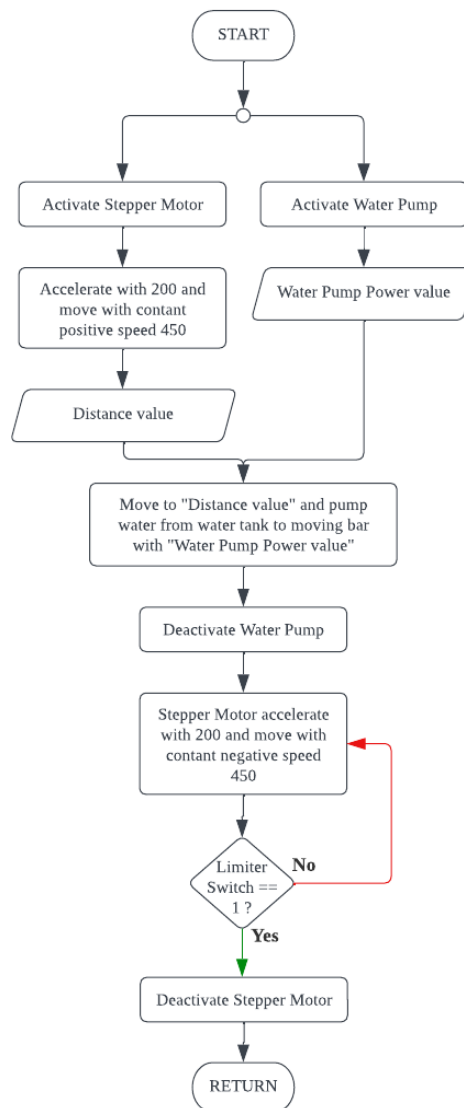 START
Activate Stepper Motor
Activate Water Pump
Accelerate with 200 and
move with contant
positive speed 450
Water Pump Power value
Distance value
Move to "Distance value" and pump
water from water tank to moving bar
with "Water Pump Power value"
Deactivate Water Pump
Stepper Motor accelerate
with 200 and move with
contant negative speed
450
Limiter
Switch ==
1 ?
No
Yes
Deactivate Stepper Motor
RETURN